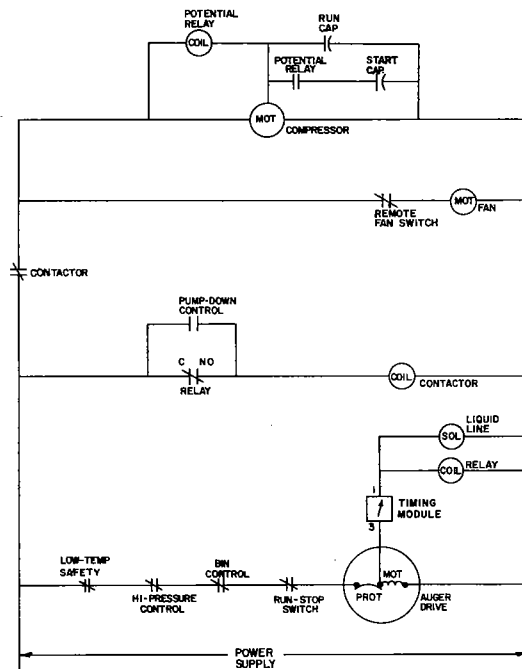 POTENTIAL
RELAY
COIL
RUN
CAP
POTENTIAL
RELAY
START
CAP.
MOT
COMPRESSOR
REMOTE
FAN SWITCH
MOT
FAN
CONTACTOR
PUMP-DOWN
CONTROL
C NO
RELAY
COIL
CONTACTOR
SOL
LIQUID
LINE
COIL
RELAY
1
TIMING
MODULE
3
LOW-TEMP
SAFETY
HI-PRESSURE
CONTROL
BIN
CONTROL
RUN-STOP
SWITCH
MOT
PROT
AUGER
DRIVE
POWER
SUPPLY